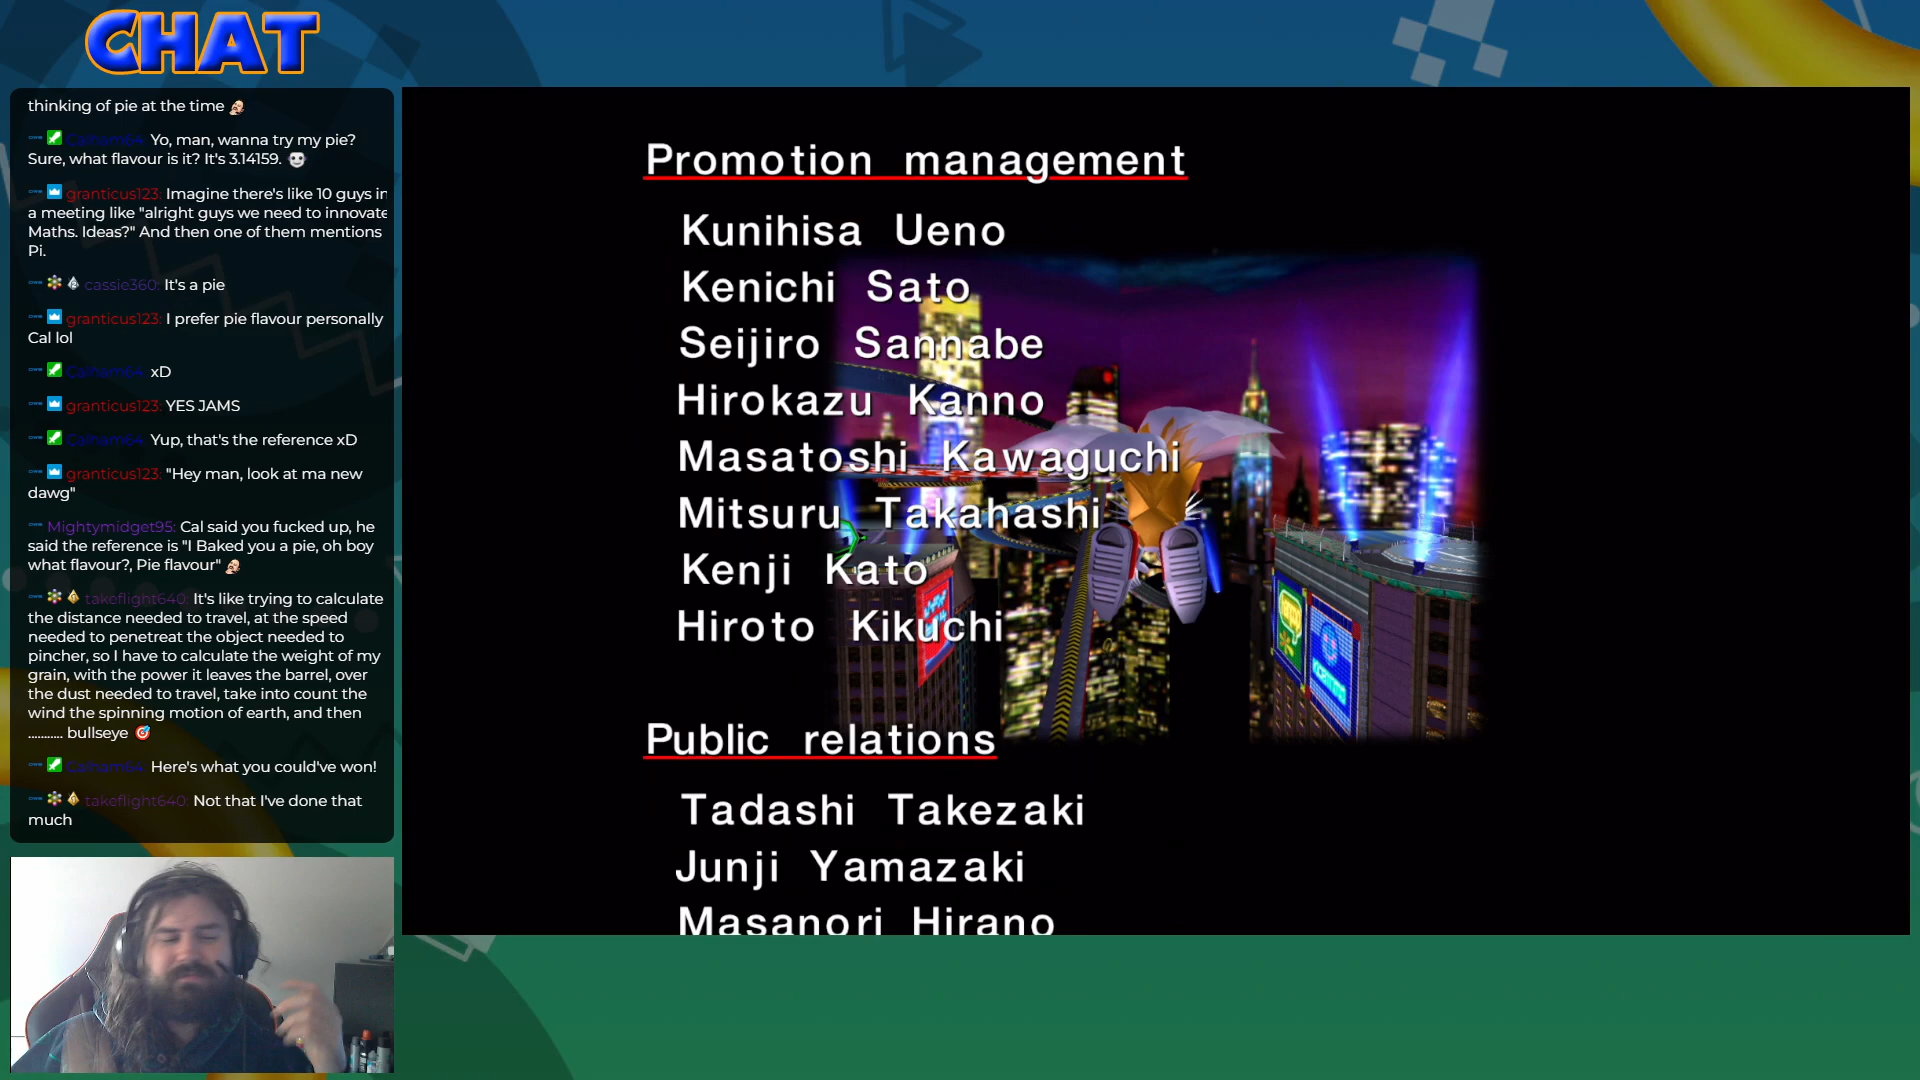 CHAT
thinking of pie at the time
Calham64: Yo, man, wanna try my pie?
Sure, what flavour is it? It's 3.14159.
granticus123: Imagine there's like 10 guys in
a meeting like "alright guys we need to innovate
Maths. Ideas?" And then one of them mentions
Pi.
cassie360: It's a pie
granticus123: I prefer pie flavour personally
Cal lol
Calham64: xD
granticus123: YES JAMS
Calham64: Yup, that's the reference xD
granticus123: "Hey man, look at ma new
dawg"
Mightymidget95: Cal said you fucked up, he
said the reference is "I Baked you a pie, oh boy
what flavour?, Pie flavour"
takeflight640: It's like trying to calculate
the distance needed to travel, at the speed
needed to penetreat the object needed to
pincher, so I have to calculate the weight of my
grain, with the power it leaves the barrel, over
the dust needed to travel, take into count the
wind the spinning motion of earth, and then
........... bullseye
Calham64: Here's what you could've won!
takeflight640: Not that I've done that
much
Promotion management
Kunihisa Ueno
Kenichi Sato
Seijiro Sannabe
Hirokazu Kanno
Masatoshi Kawaguchi
Mitsuru Takahashi
Kenji Kato
Hiroto Kikuchi
Public relations
Tadashi Takezaki
Junji Yamazaki
Masanori Hirano